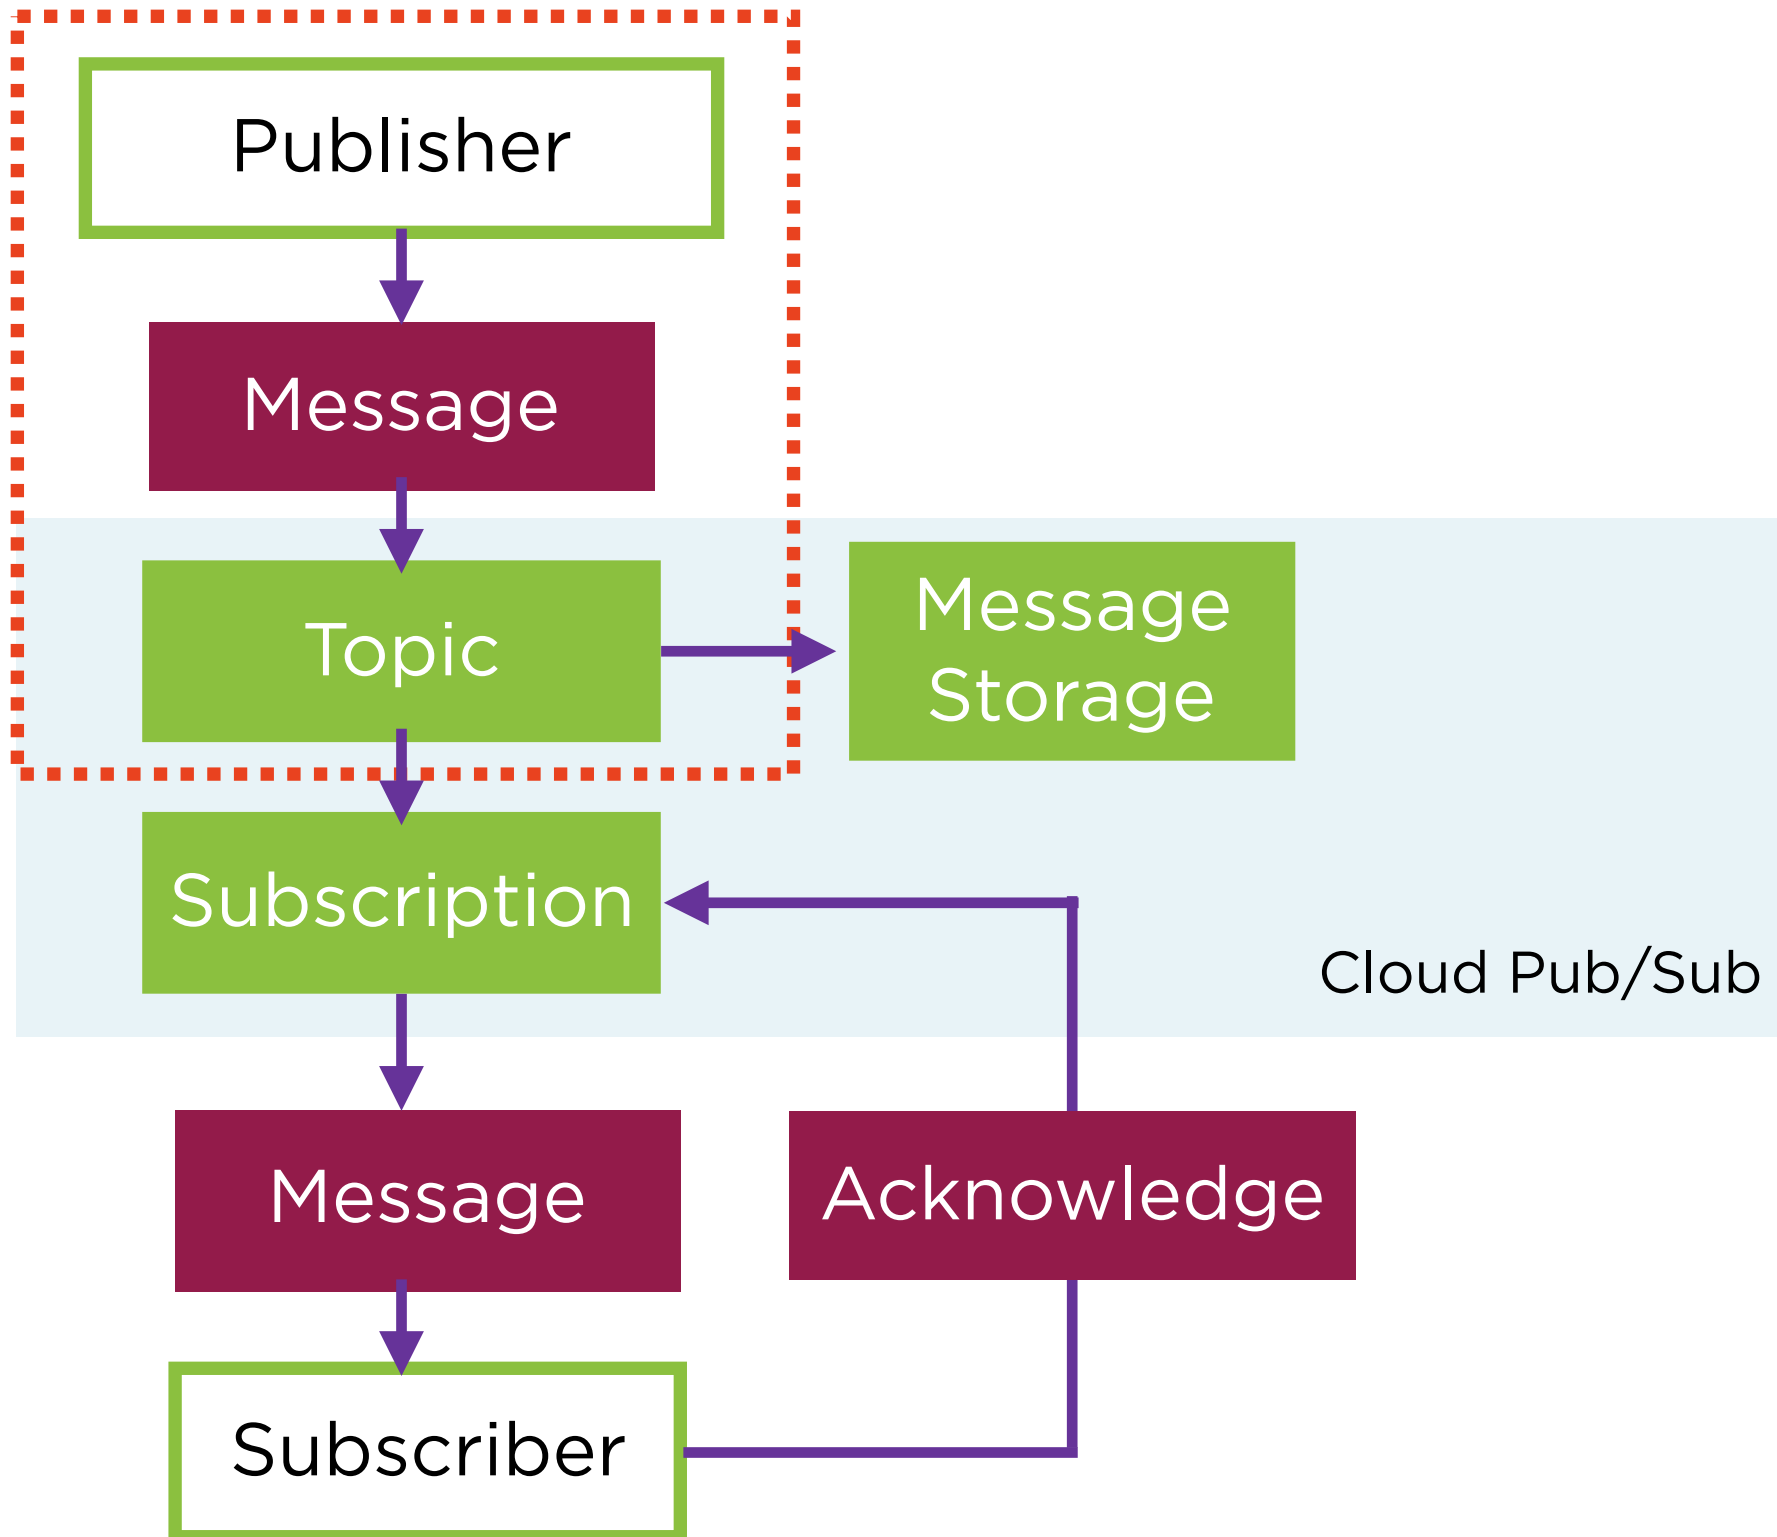 Publisher
Message
Topic
Message
Storage
Subscription
Cloud Pub/Sub
Message
Acknowledge
Subscriber